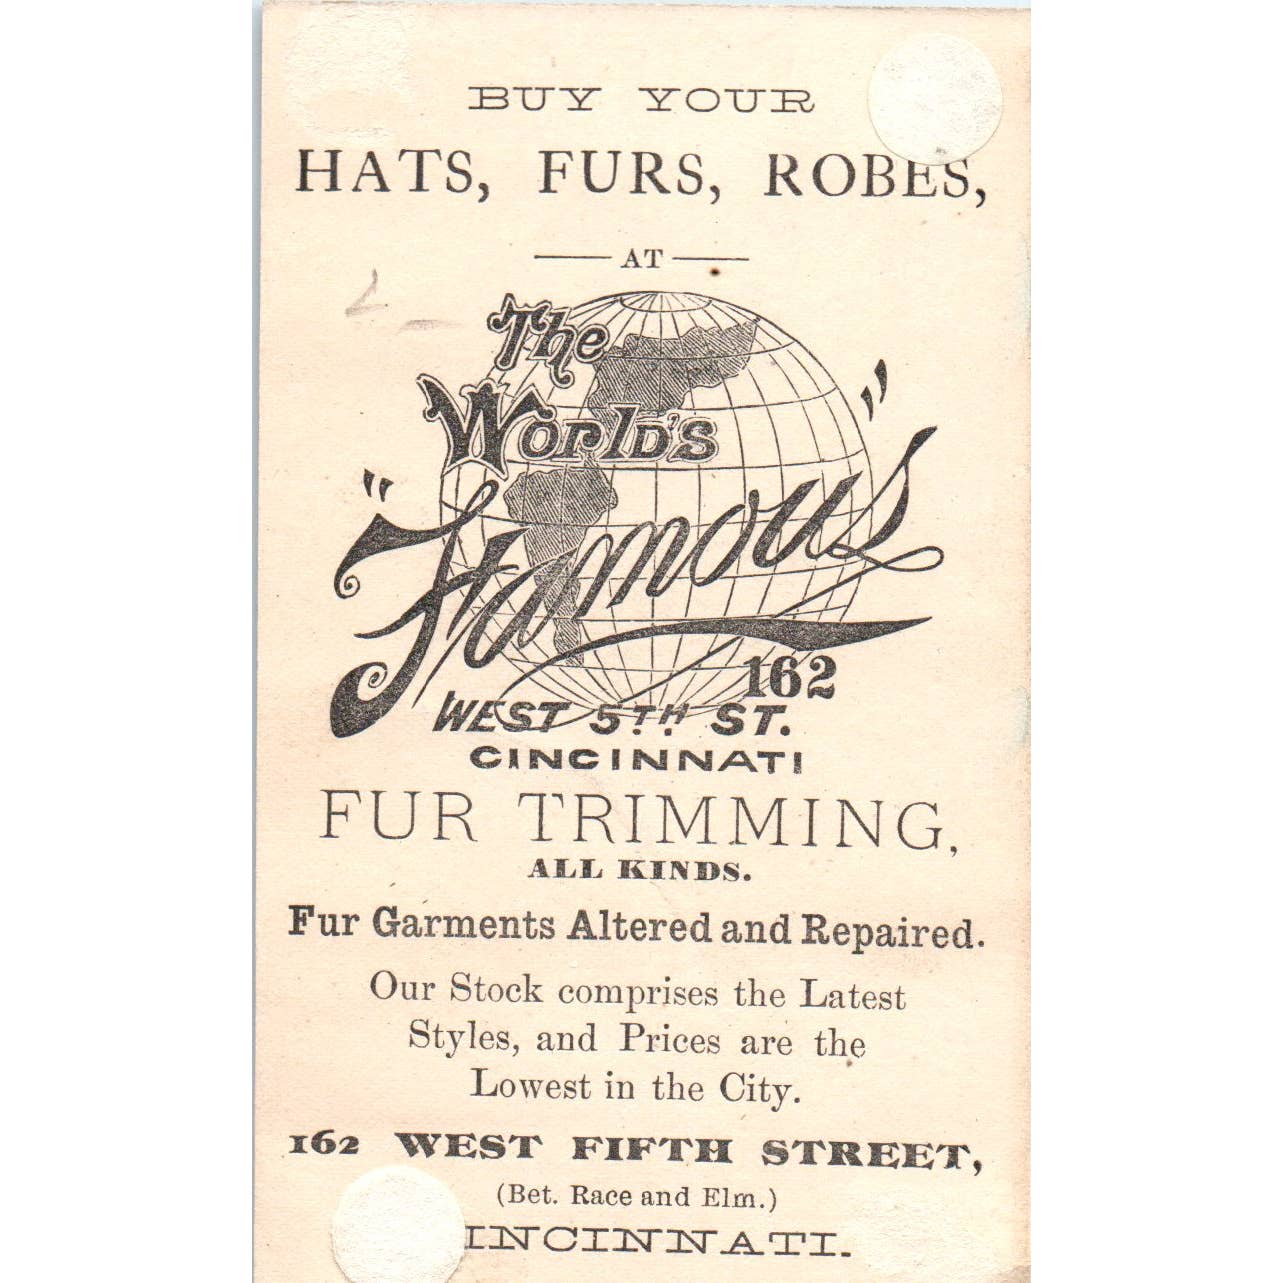 BUY YOUR
HATS, FURS, ROBES,
AT
The
World's
"Famous"
162
WEST 5TH ST.
CINCINNATI
FUR TRIMMING,
ALL KINDS.
Fur Garments Altered and Repaired.
Our Stock comprises the Latest
Styles, and Prices are the
Lowest in the City.
162 WEST FIFTH STREET,
(Bet. Race and Elm.)
INCINNATI.